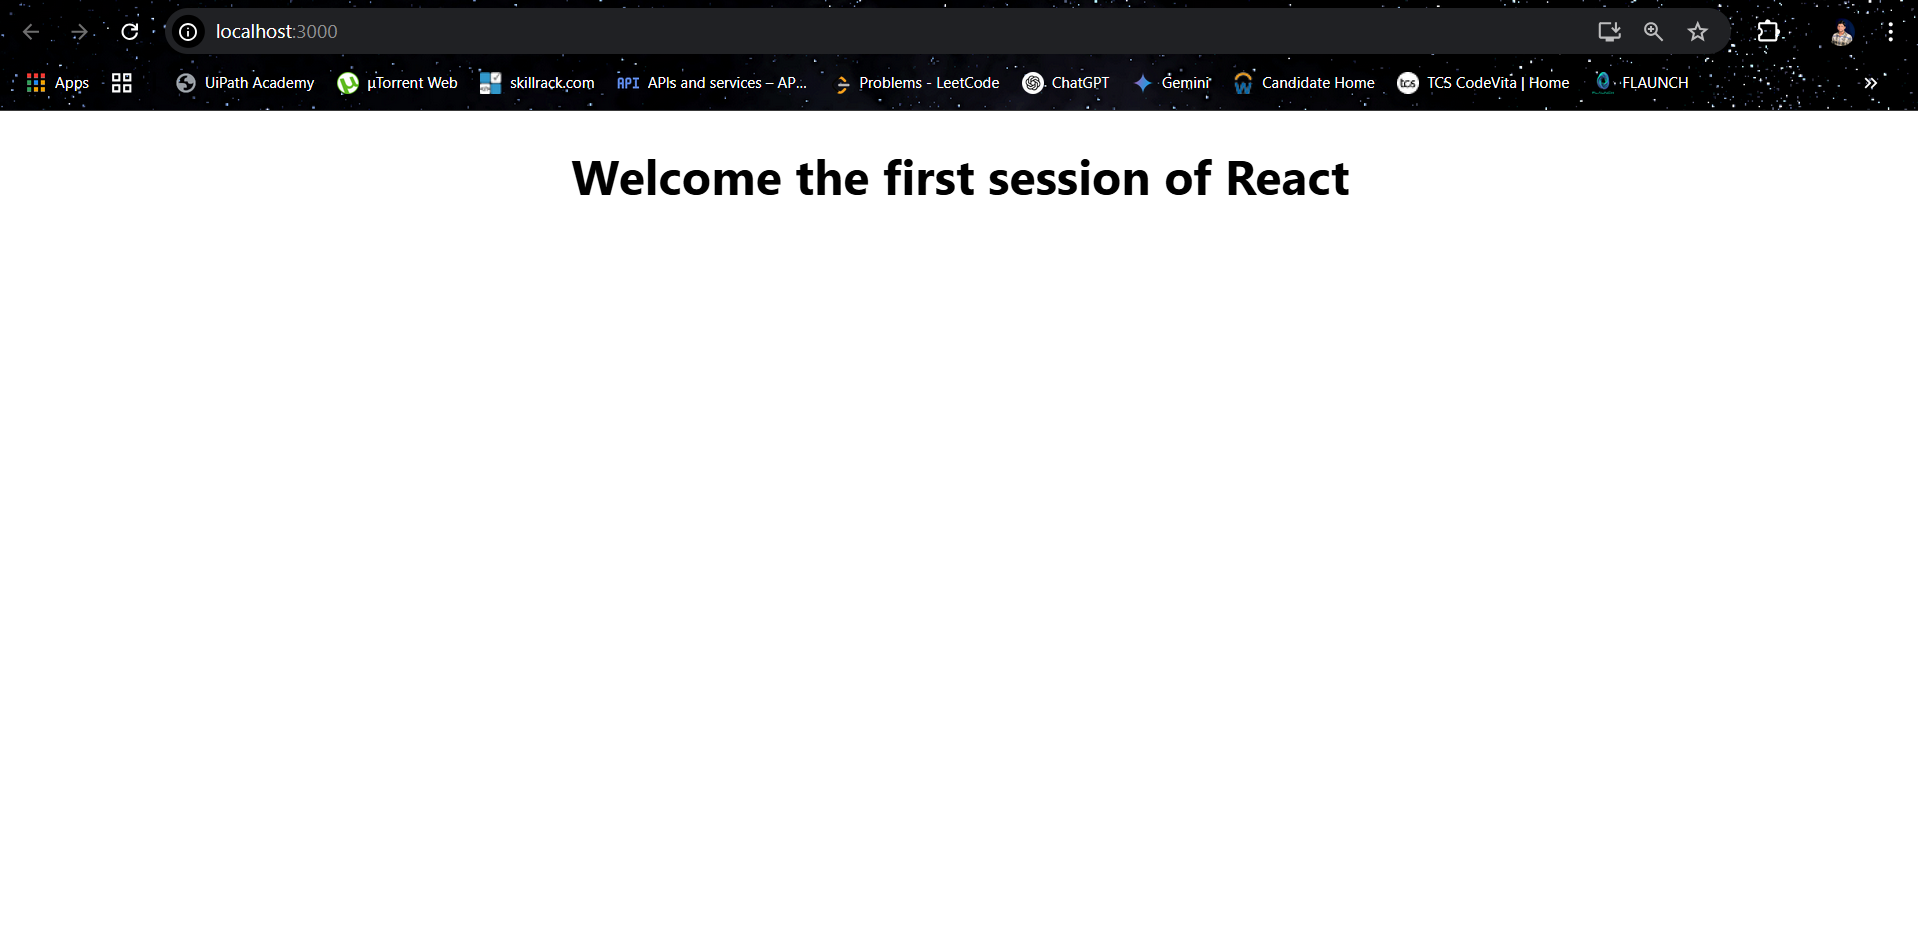 localhost:3000
Apps UiPath Academy µTorrent Web skillrack.com API APIs and services – AP... Problems - LeetCode ChatGPT Gemini Candidate Home tcs TCS CodeVita | Home FLAUNCH
Welcome the first session of React